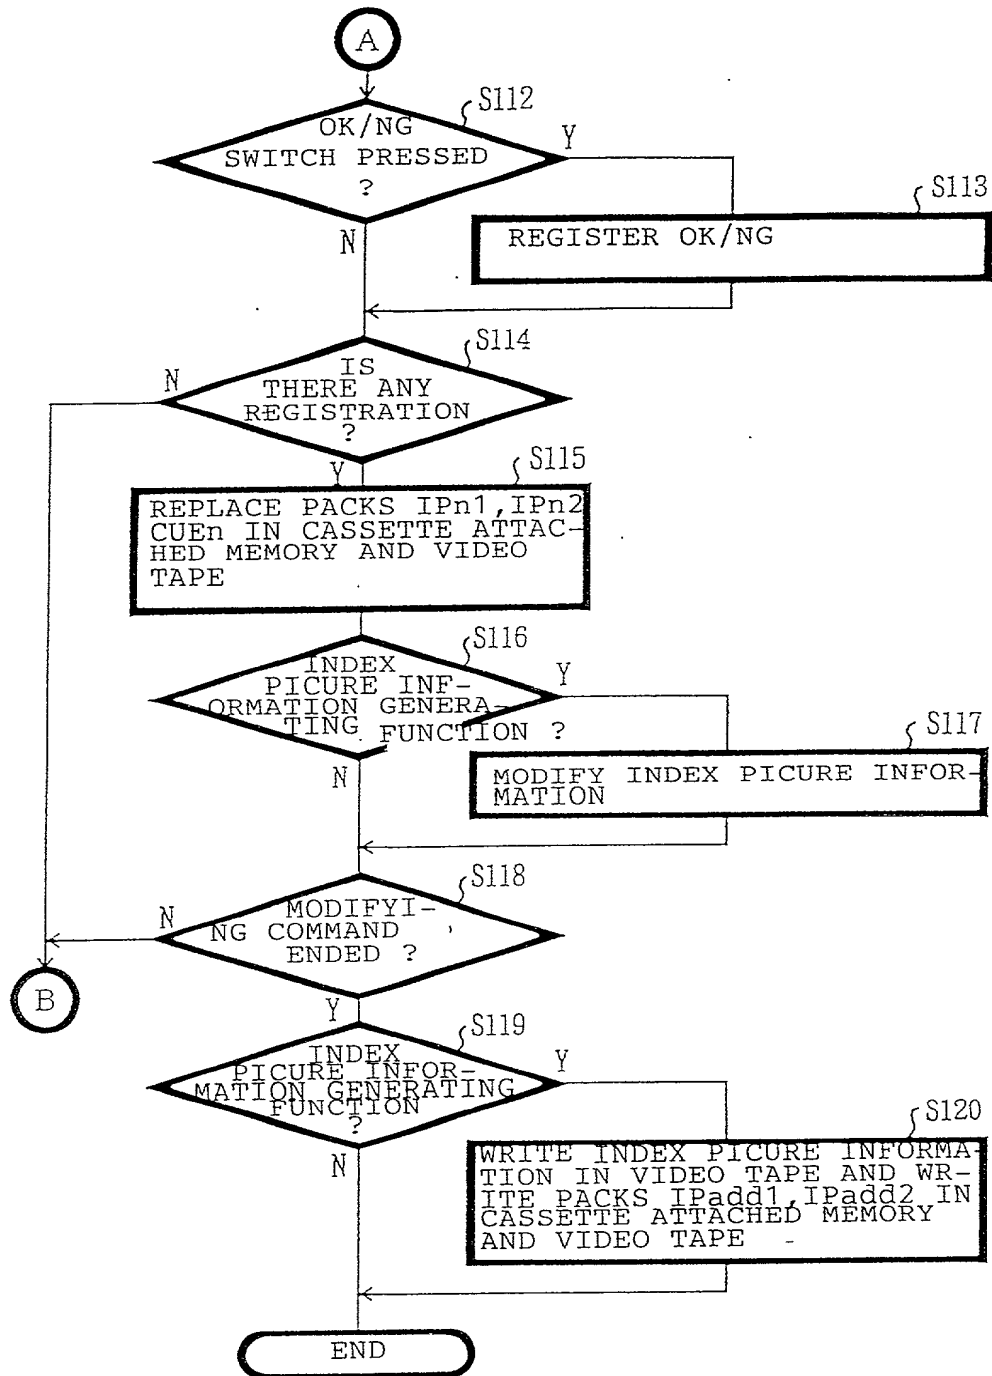 A
S112
OK/NG
SWITCH PRESSED
?
Y
N
S113
REGISTER OK/NG
S114
IS
THERE ANY
REGISTRATION
?
N
Y
S115
REPLACE PACKS IPn1,IPn2
CUEn IN CASSETTE ATTAC-
HED MEMORY AND VIDEO
TAPE
S116
INDEX
PICURE INF-
ORMATION GENERA-
TING FUNCTION ?
Y
N
S117
MODIFY INDEX PICURE INFOR-
MATION
S118
MODIFYI-
NG COMMAND
ENDED ?
N
B
Y
S119
INDEX
PICURE INFOR-
MATION GENERATING
FUNCTION
?
Y
N
S120
WRITE INDEX PICURE INFORMA-
TION IN VIDEO TAPE AND WR-
ITE PACKS IPadd1,IPadd2 IN
CASSETTE ATTACHED MEMORY
AND VIDEO TAPE
END